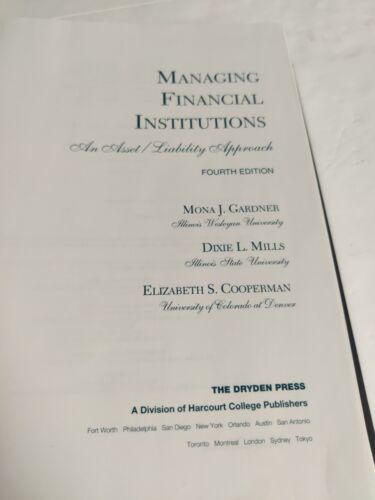 MANAGING
FINANCIAL
INSTITUTIONS
An Asset/Liability Approach
FOURTH EDITION
MONA J. GARDNER
Illinois Wesleyan University
DIXIE L. MILLS
Illinois State University
ELIZABETH S. COOPERMAN
University of Colorado at Denver
THE DRYDEN PRESS
A Division of Harcourt College Publishers
Fort Worth Philadelphia San Diego New York Orlando Austin San Antonio
Toronto Montreal London Sydney Tokyo